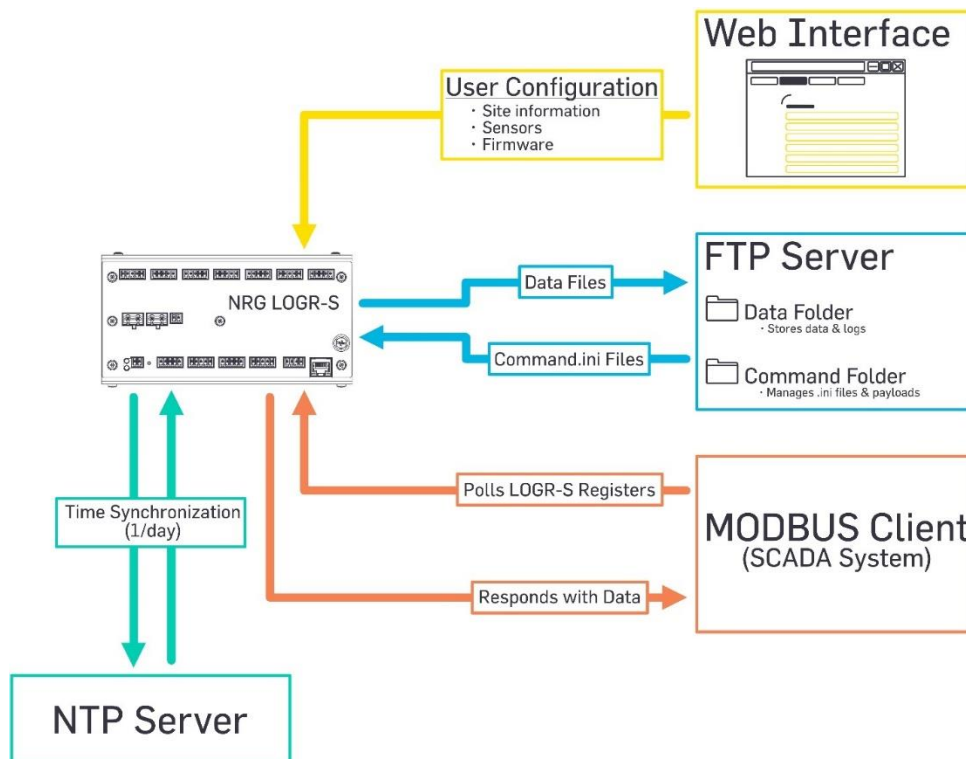 Web Interface
User Configuration
· Site information
· Sensors
· Firmware
NRG LOGR-S
FTP Server
Data Files
Data Folder
· Stores data & logs
Command.ini Files
Command Folder
· Manages .ini files & payloads
Polls LOGR-S Registers
MODBUS Client
(SCADA System)
Time Synchronization
(1/day)
Responds with Data
NTP Server